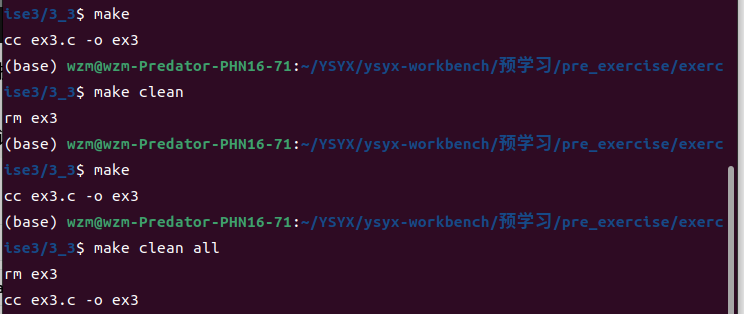 ise3/3_3$ make
cc ex3.c -o ex3
(base) wzm@wzm-Predator-PHN16-71:~/YSYX/ysyx-workbench/预学习/pre_exercise/exerc
ise3/3_3$ make clean
rm ex3
(base) wzm@wzm-Predator-PHN16-71:~/YSYX/ysyx-workbench/预学习/pre_exercise/exerc
ise3/3_3$ make
cc ex3.c -o ex3
(base) wzm@wzm-Predator-PHN16-71:~/YSYX/ysyx-workbench/预学习/pre_exercise/exerc
ise3/3_3$ make clean all
rm ex3
cc ex3.c -o ex3